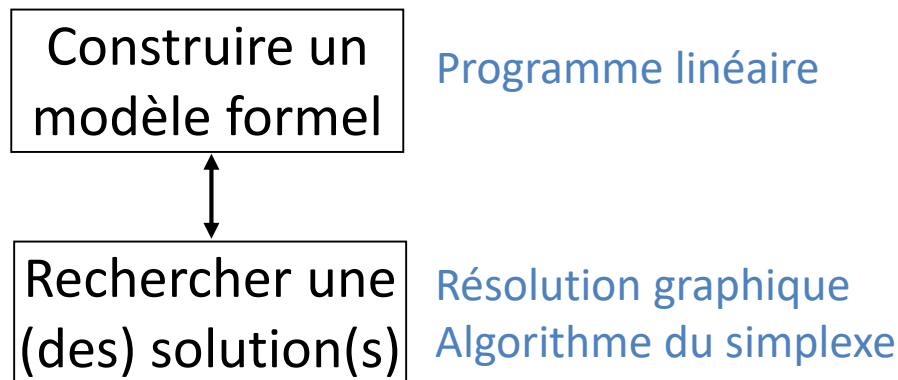 Construire un
modèle formel
Programme linéaire
Rechercher une
(des) solution(s)
Résolution graphique
Algorithme du simplexe